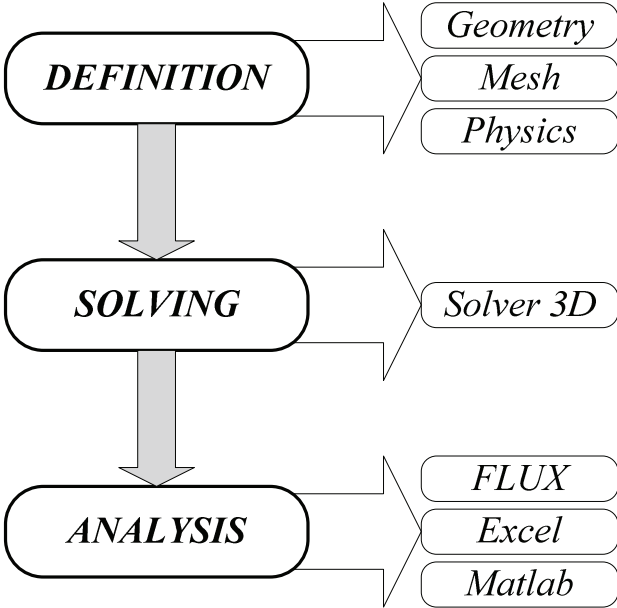 DEFINITION
Geometry
Mesh
Physics
SOLVING
Solver 3D
ANALYSIS
FLUX
Excel
Matlab